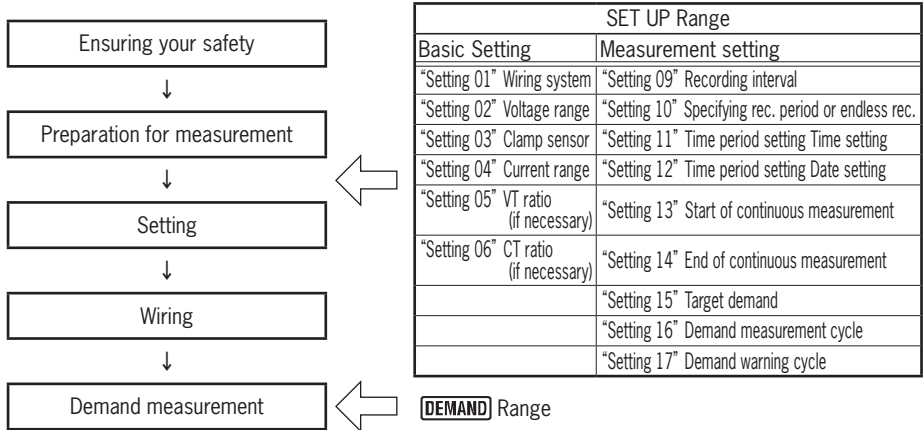 Ensuring your safety
↓
Preparation for measurement
↓
Setting
↓
Wiring
↓
Demand measurement
SET UP Range
Basic Setting Measurement setting
“Setting 01” Wiring system “Setting 09” Recording interval
“Setting 02” Voltage range “Setting 10” Specifying rec. period or endless rec.
“Setting 03” Clamp sensor “Setting 11” Time period setting Time setting
“Setting 04” Current range “Setting 12” Time period setting Date setting
“Setting 05” VT ratio
(if necessary) “Setting 13” Start of continuous measurement
“Setting 06” CT ratio
(if necessary) “Setting 14” End of continuous measurement
“Setting 15” Target demand
“Setting 16” Demand measurement cycle
“Setting 17” Demand warning cycle
DEMAND Range